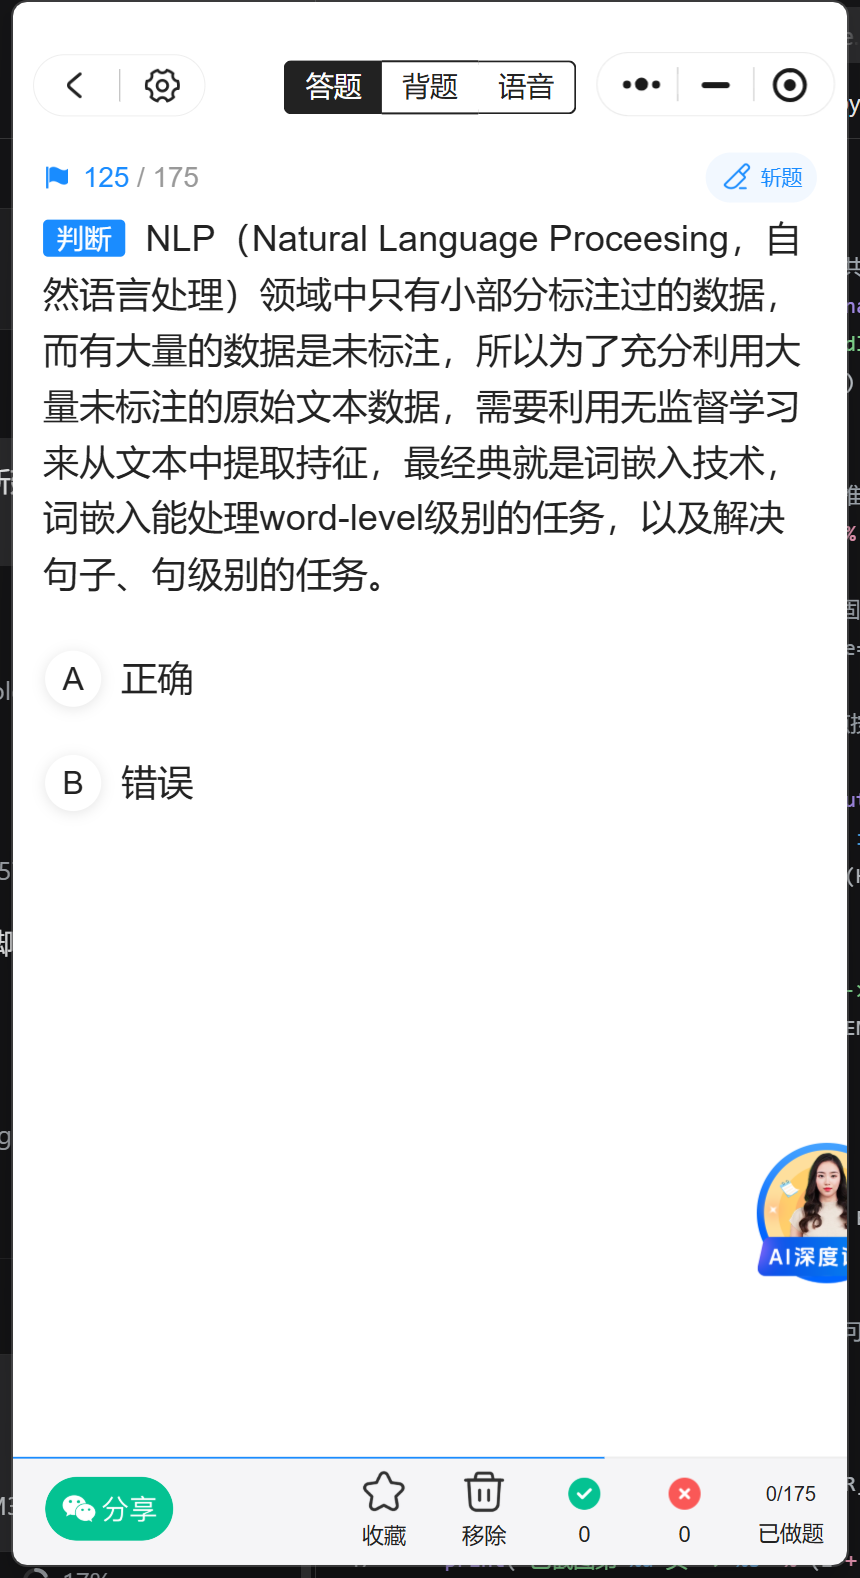 答题 背题 语音
125 / 175 斩题
判断 NLP（Natural Language Proceesing，自
然语言处理）领域中只有小部分标注过的数据，
而有大量的数据是未标注，所以为了充分利用大
量未标注的原始文本数据，需要利用无监督学习
来从文本中提取持征，最经典就是词嵌入技术，
词嵌入能处理word-level级别的任务，以及解决
句子、句级别的任务。
A 正确
B 错误
AI深度
分享
收藏
移除
0
0
0/175
已做题
17%